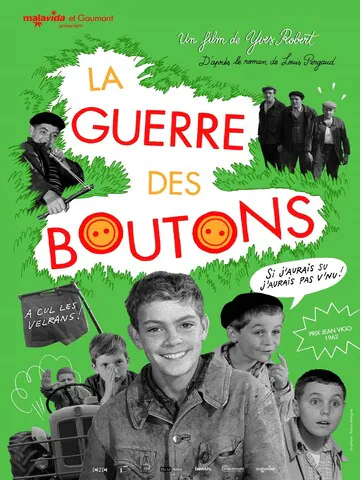 malavida et Gaumont
présentent
Un film de Yves Robert
D'après le roman de Louis Pergaud
LA
GUERRE
DES
BOUTONS
Si j'aurais su
j'aurais pas v'nu!
A CUL LES
VELRANS!
PRIX JEAN VIGO
1962
malavida